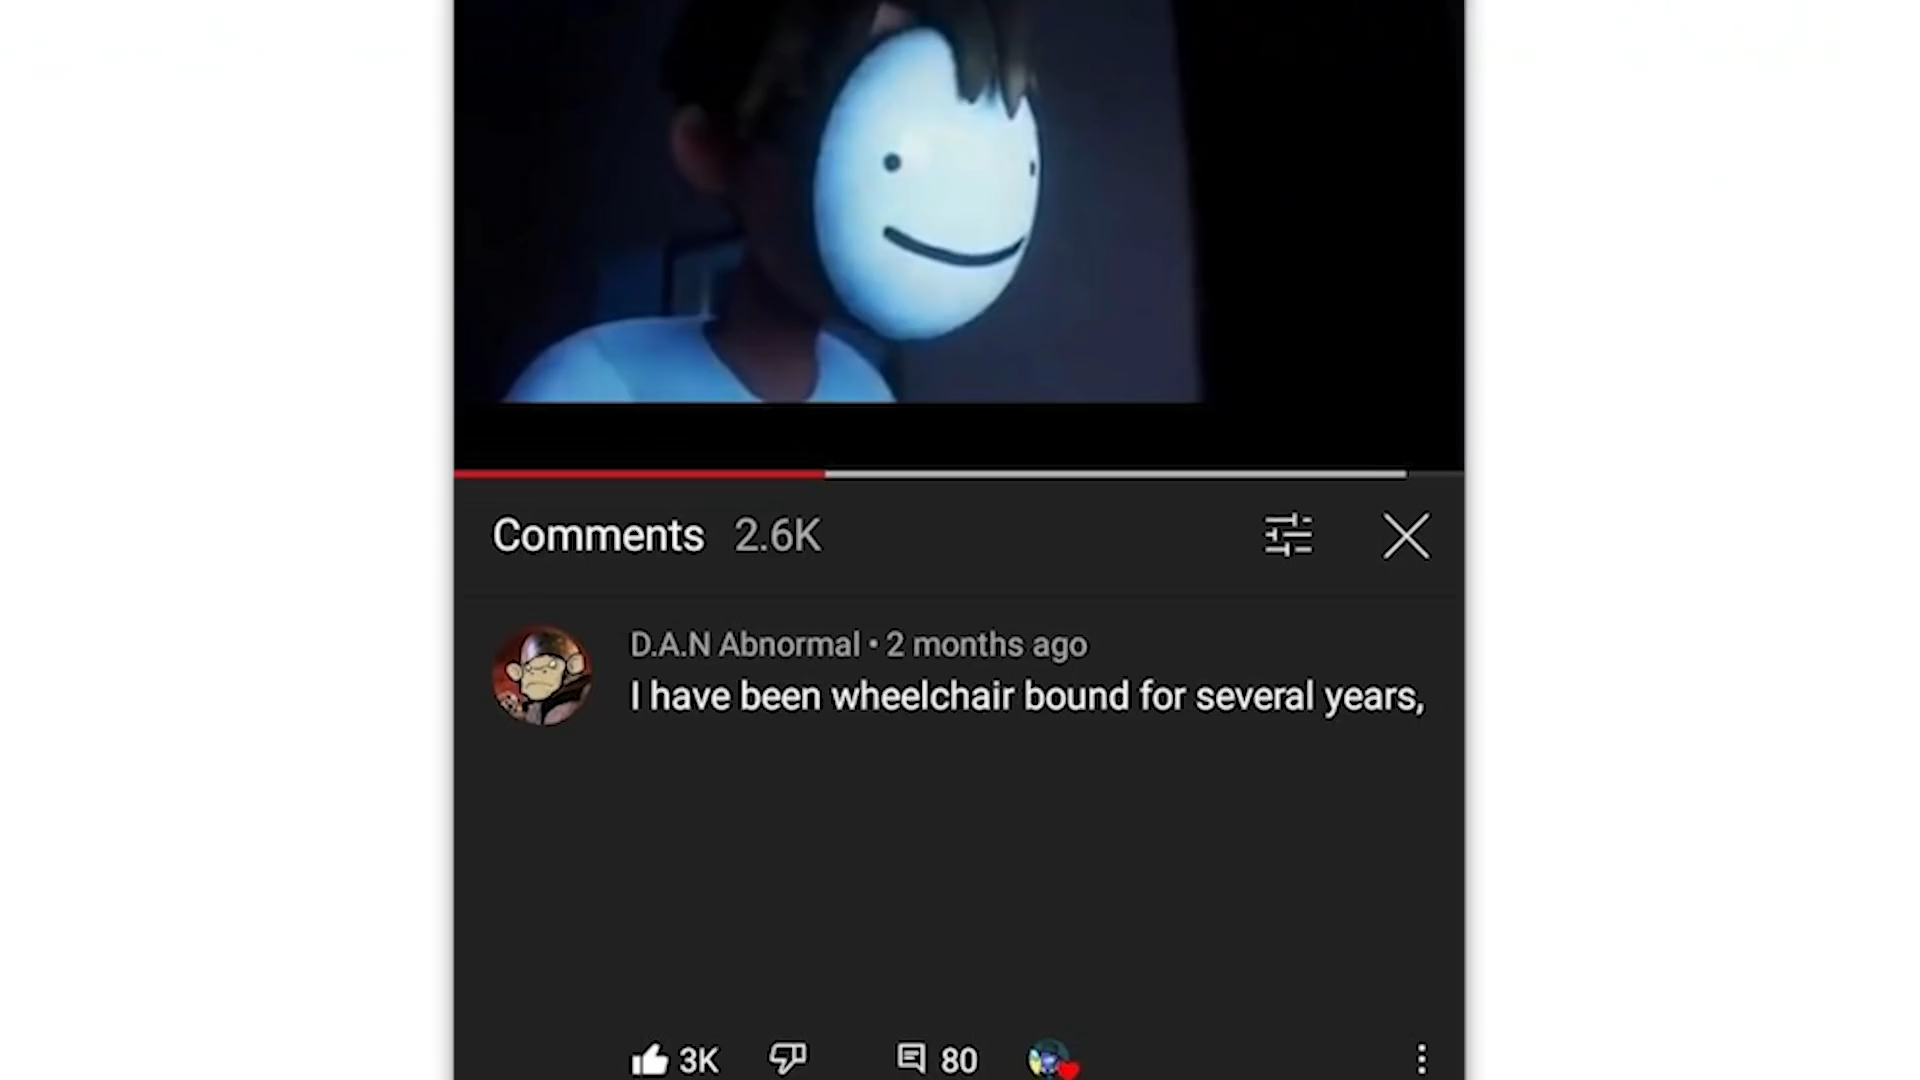 Comments 2.6K
D.A.N Abnormal • 2 months ago
I have been wheelchair bound for several years,
3K 80